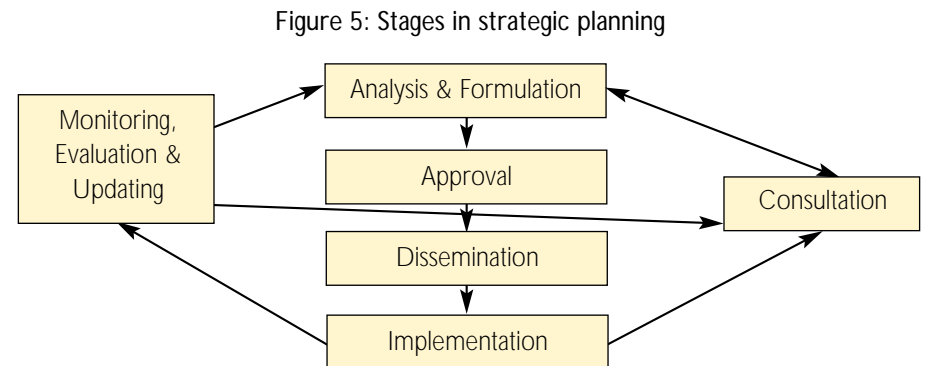 Figure 5: Stages in strategic planning
Analysis & Formulation
Monitoring,
Evaluation &
Updating
Approval
Consultation
Dissemination
Implementation